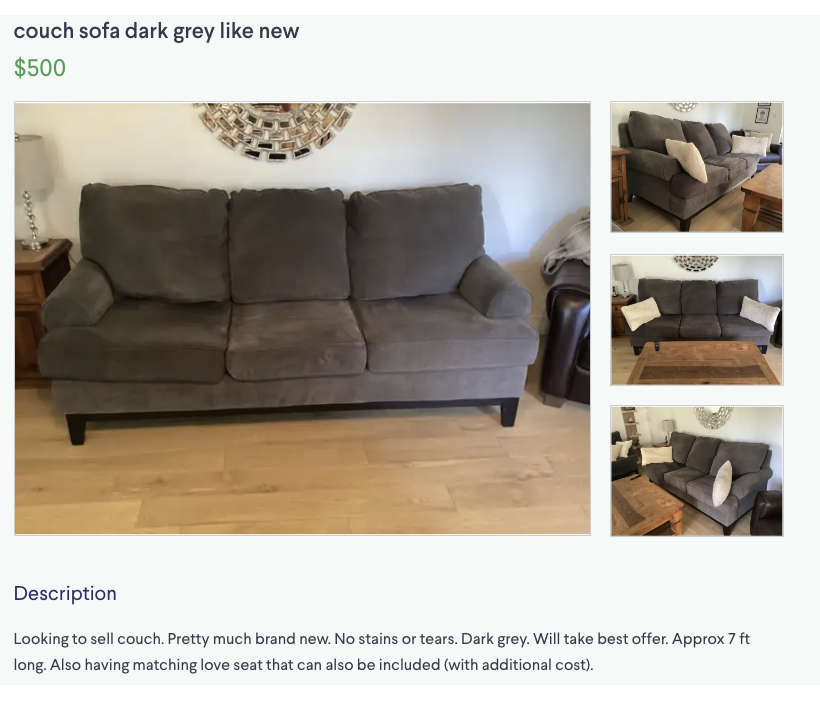 couch sofa dark grey like new
$500
Description
Looking to sell couch. Pretty much brand new. No stains or tears. Dark grey. Will take best offer. Approx 7 ft
long. Also having matching love seat that can also be included (with additional cost).